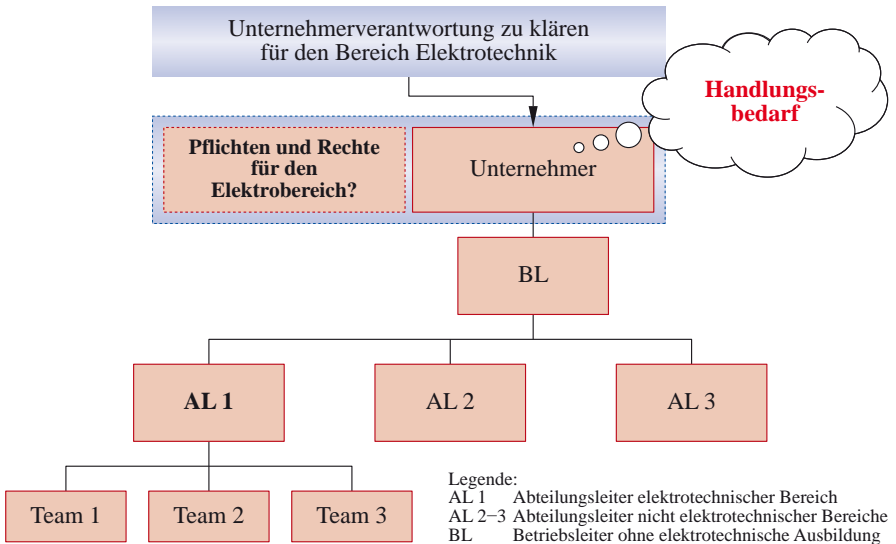 Unternehmerverantwortung zu klären
für den Bereich Elektrotechnik
Handlungs-
bedarf
Pflichten und Rechte
für den
Elektrobereich?
Unternehmer
BL
AL 1
AL 2
AL 3
Team 1
Team 2
Team 3
Legende:
AL 1 Abteilungsleiter elektrotechnischer Bereich
AL 2−3 Abteilungsleiter nicht elektrotechnischer Bereiche
BL Betriebsleiter ohne elektrotechnische Ausbildung